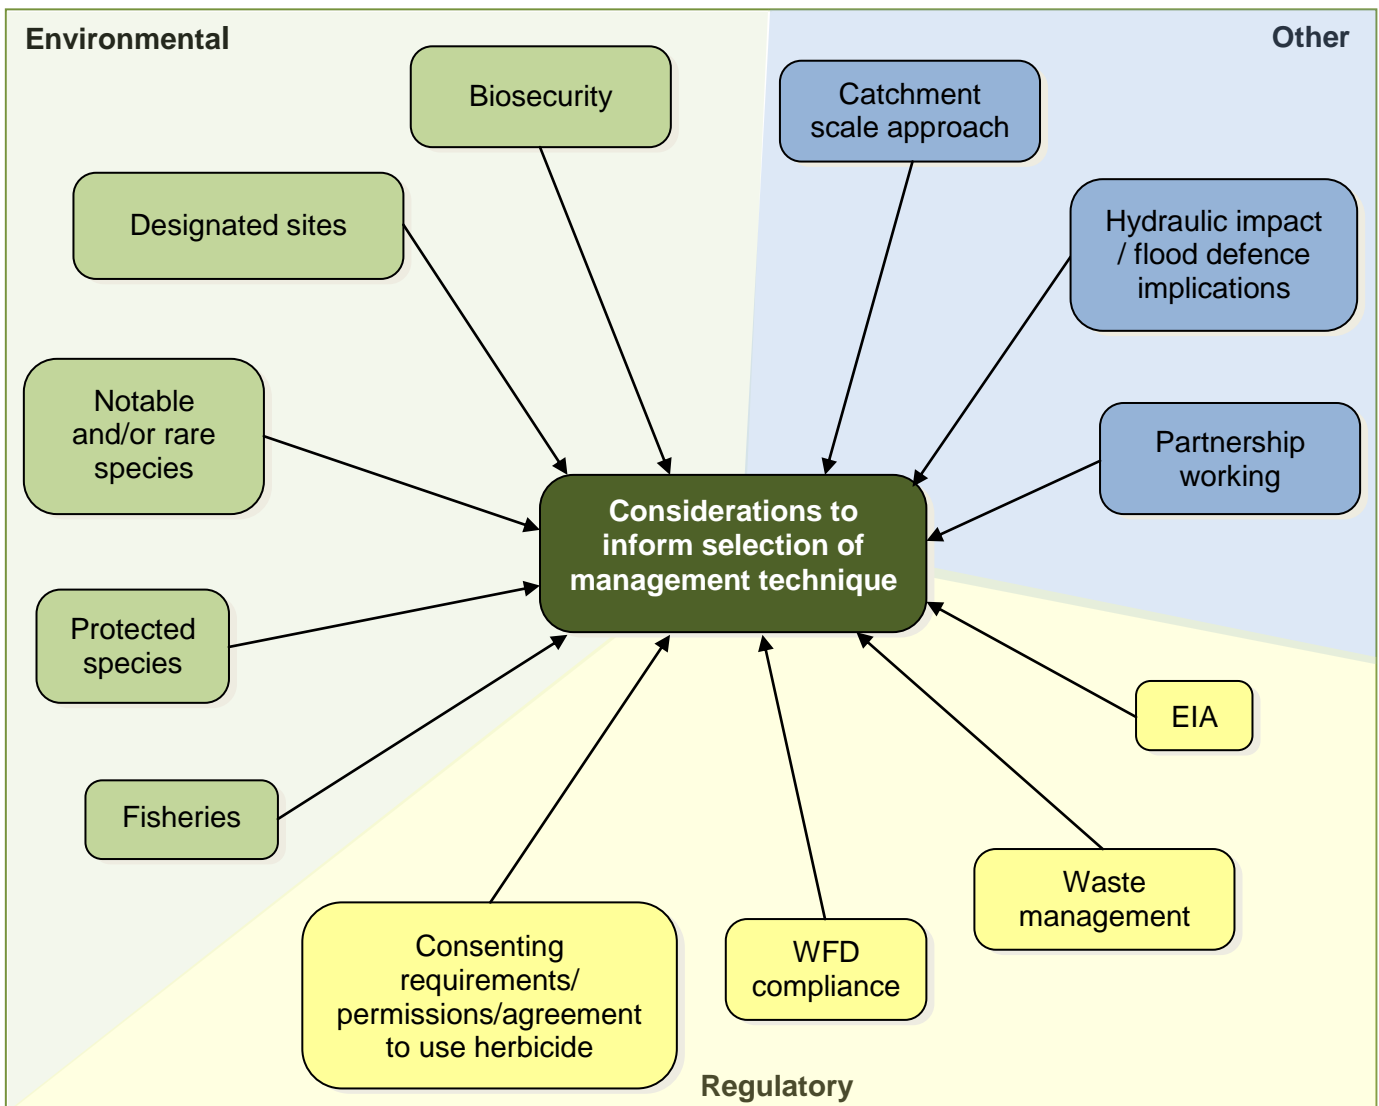 Environmental
Other
Biosecurity
Catchment
scale approach
Designated sites
Hydraulic impact
/ flood defence
implications
Notable
and/or rare
species
Partnership
working
Considerations to
inform selection of
management technique
Protected
species
EIA
Fisheries
Waste
management
Consenting
requirements/
permissions/agreement
to use herbicide
WFD
compliance
Regulatory